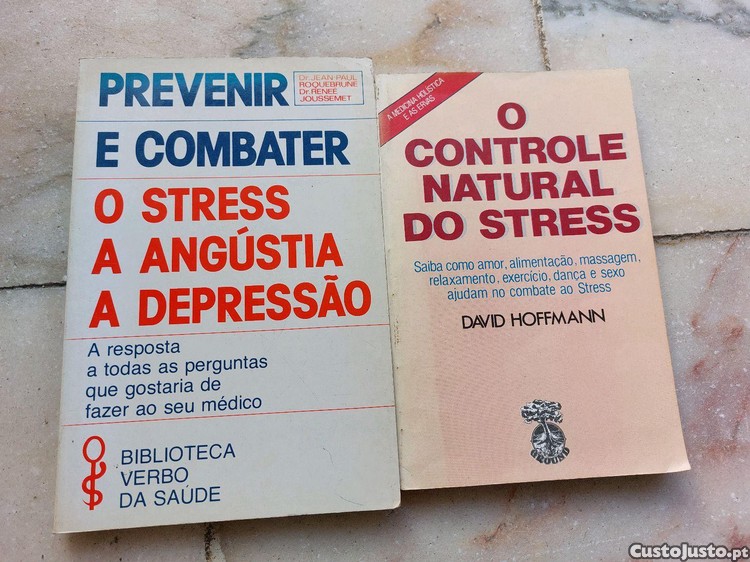 PREVENIR
Dr. JEAN-PAUL
ROQUEBRUNE
Dr. RENEE
JOUSSEMET
E COMBATER
O STRESS
A ANGÚSTIA
A DEPRESSÃO
A resposta
a todas as perguntas
que gostaria de
fazer ao seu médico
BIBLIOTECA
VERBO
DA SAÚDE
A MEDICINA HOLÍSTICA
E AS ERVAS
O
CONTROLE
NATURAL
DO STRESS
Saiba como amor, alimentação, massagem,
relaxamento, exercício, dança e sexo
ajudam no combate ao Stress
DAVID HOFFMANN
GROUND
CustoJusto.pt